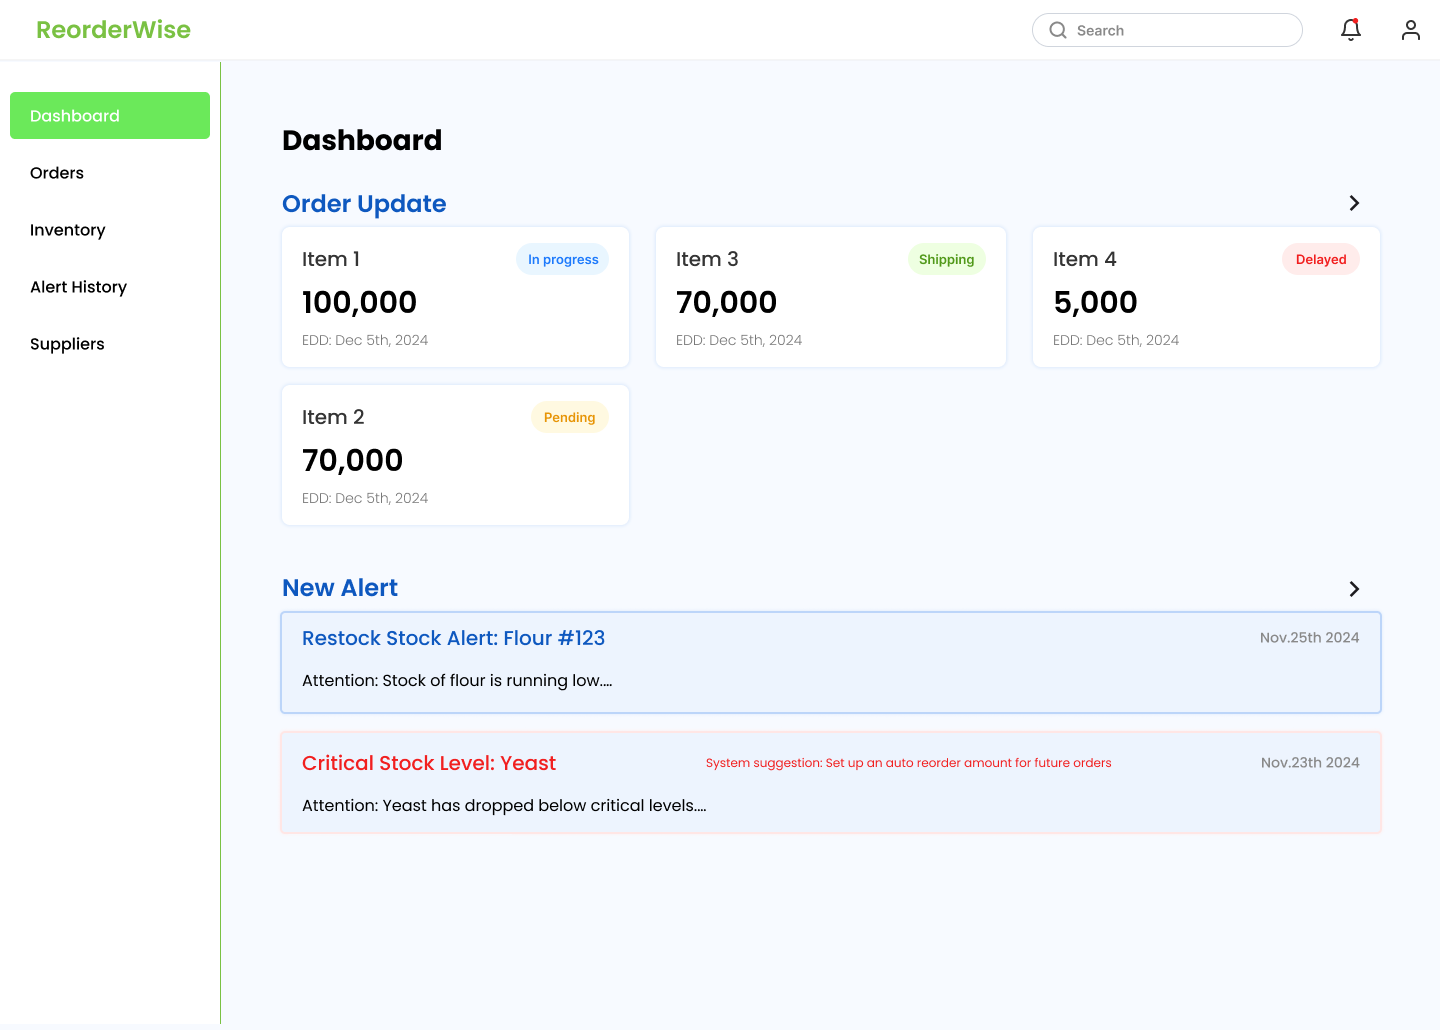 ReorderWise
Search
Dashboard
Orders
Inventory
Alert History
Suppliers
Dashboard
Order Update
Item 1
In progress
100,000
EDD: Dec 5th, 2024
Item 3
Shipping
70,000
EDD: Dec 5th, 2024
Item 4
Delayed
5,000
EDD: Dec 5th, 2024
Item 2
Pending
70,000
EDD: Dec 5th, 2024
New Alert
Restock Stock Alert: Flour #123
Nov.25th 2024
Attention: Stock of flour is running low....
Critical Stock Level: Yeast
System suggestion: Set up an auto reorder amount for future orders
Nov.23th 2024
Attention: Yeast has dropped below critical levels....